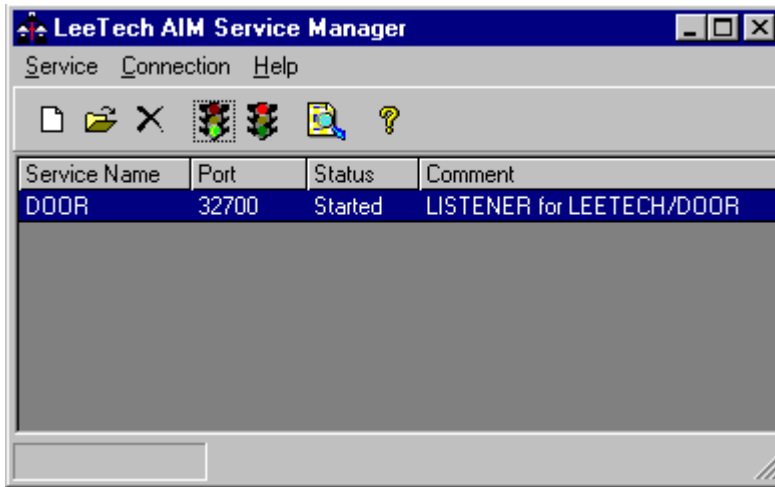 LeeTech AIM Service Manager
Service Connection Help
Service Name Port Status Comment
DOOR 32700 Started LISTENER for LEETECH/DOOR